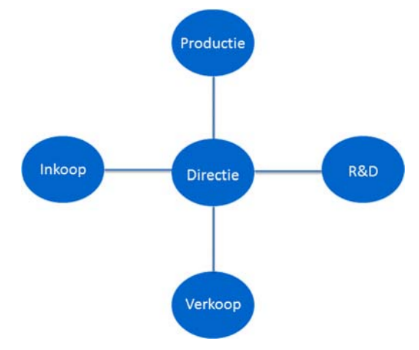 Productie
Inkoop
Directie
R&D
Verkoop